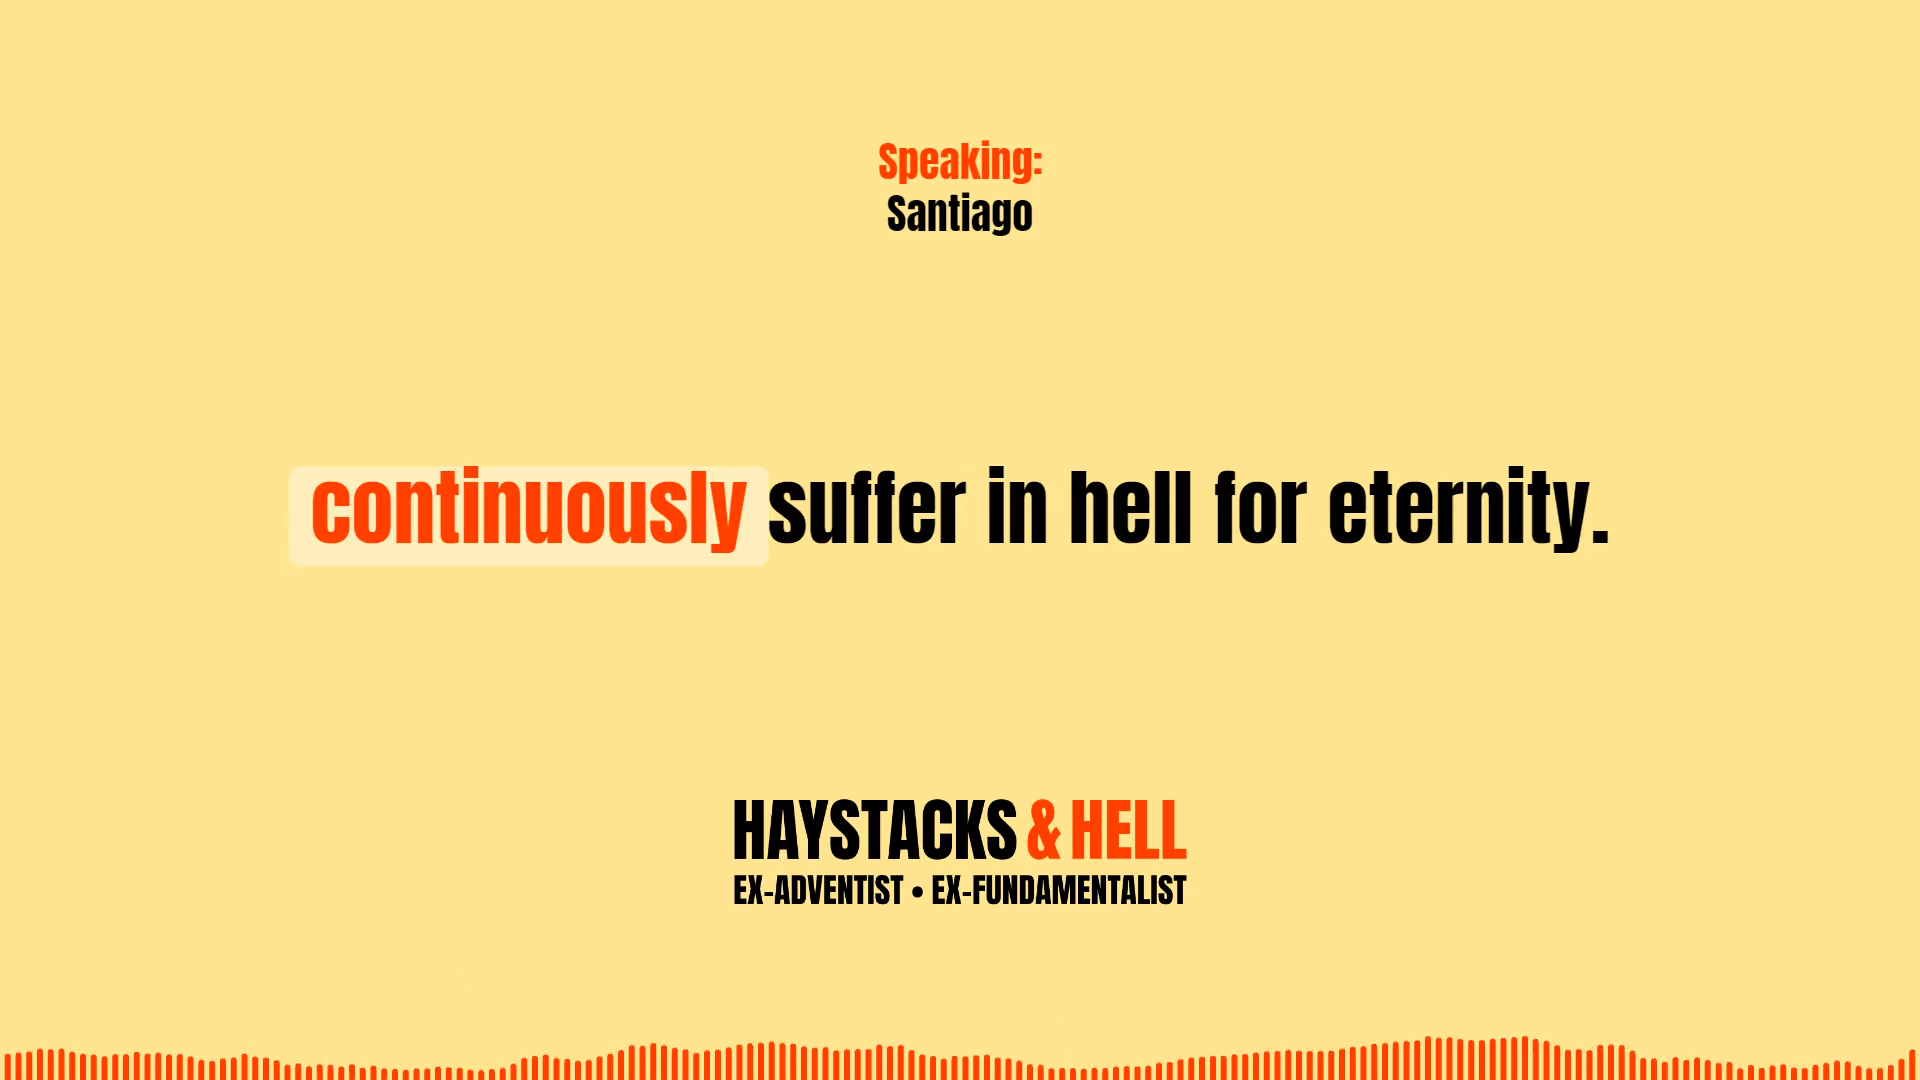 Speaking:
Santiago
continuously suffer in hell for eternity.
HAYSTACKS & HELL
EX-ADVENTIST • EX-FUNDAMENTALIST